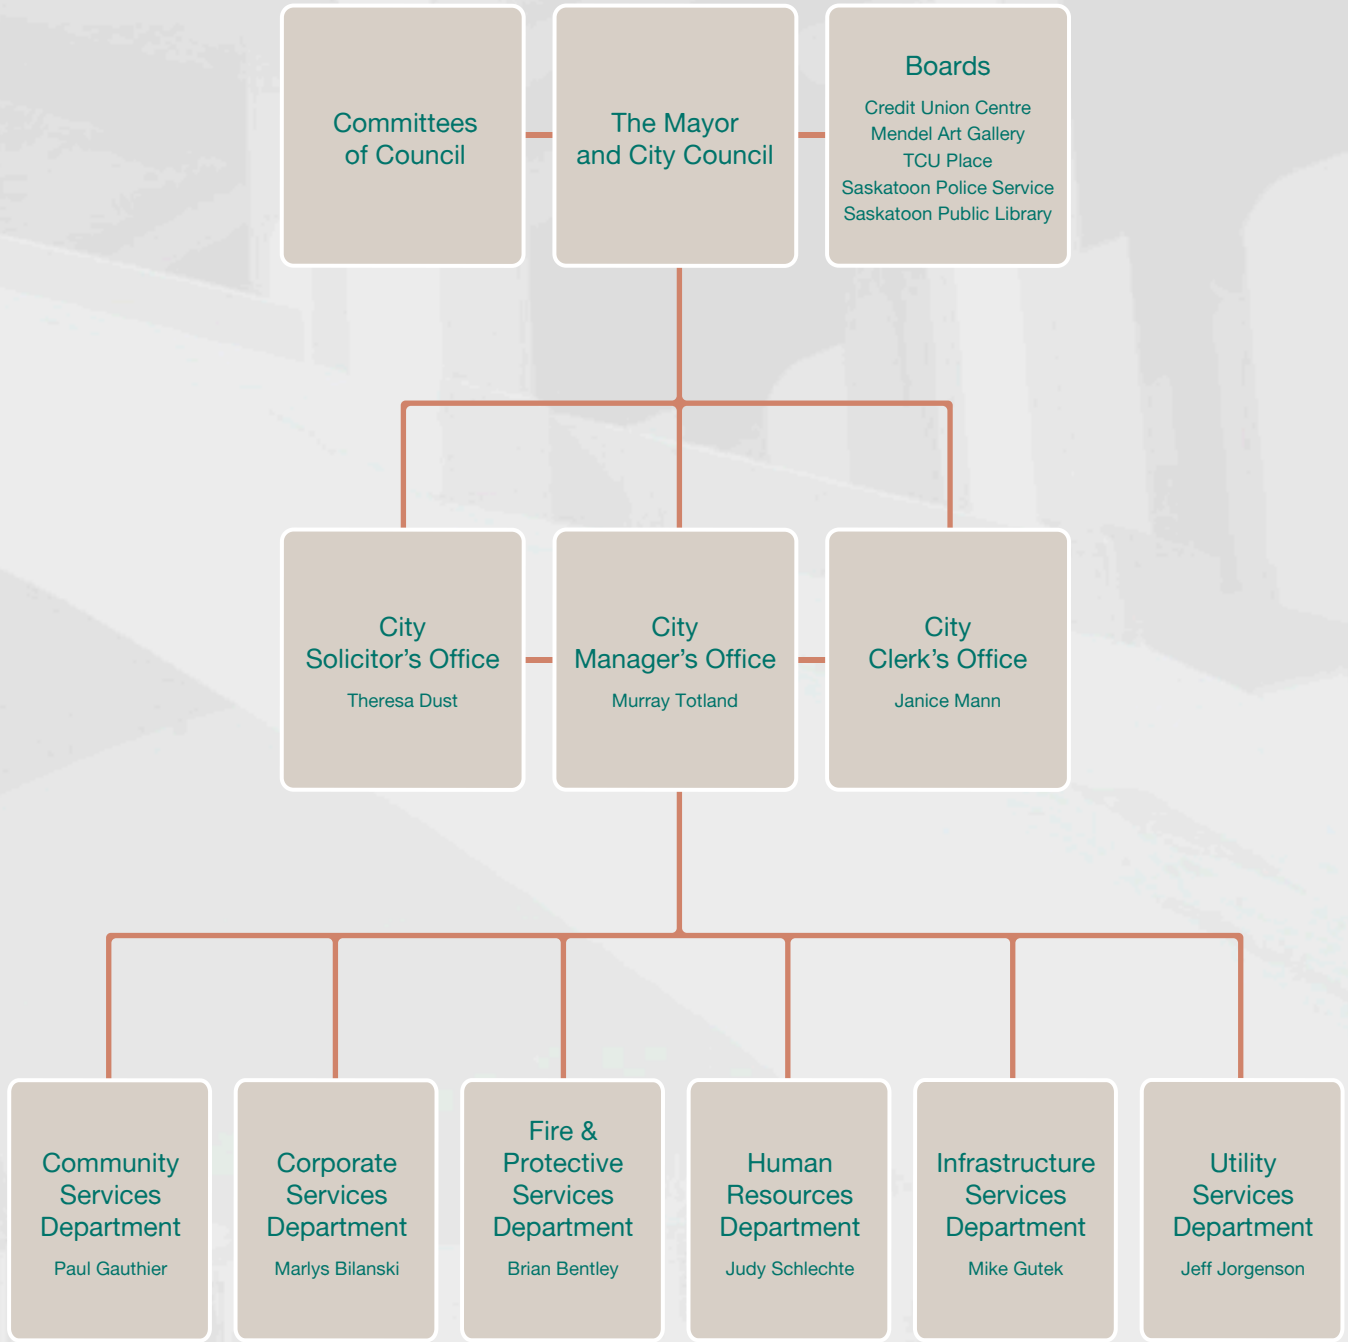 Committees
of Council
The Mayor
and City Council
Boards
Credit Union Centre
Mendel Art Gallery
TCU Place
Saskatoon Police Service
Saskatoon Public Library
City
Solicitor’s Office
Theresa Dust
City
Manager’s Office
Murray Totland
City
Clerk’s Office
Janice Mann
Community
Services
Department
Paul Gauthier
Corporate
Services
Department
Marlys Bilanski
Fire &
Protective
Services
Department
Brian Bentley
Human
Resources
Department
Judy Schlechte
Infrastructure
Services
Department
Mike Gutek
Utility
Services
Department
Jeff Jorgenson